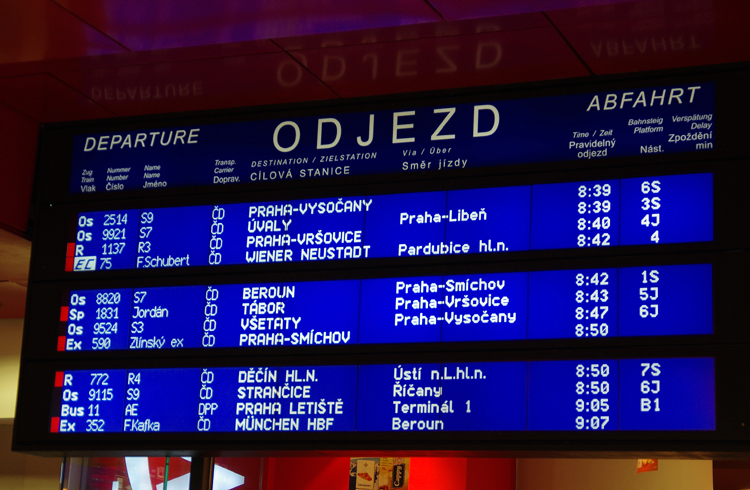 DEPARTURE ODJEZD ABFAHRT
Zug Train Vlak Nummer Number Číslo Name Name Jméno Transp. Carrier Doprav. DESTINATION / ZIELSTATION CÍLOVÁ STANICE Via / Über Směr jízdy Time / Zeit Pravidelný odjezd Bahnsteig Platform Nást. Verspätung Delay Zpoždění min
Os 2514 S9 ČD PRAHA-VYSOČANY 8:39 6S
Os 9921 S7 ČD ÚVALY Praha-Libeň 8:39 3S
R 1137 R3 ČD PRAHA-VRŠOVICE 8:40 4J
EC 75 F.Schubert ČD WIENER NEUSTADT Pardubice hl.n. 8:42 4
Os 8820 S7 ČD BEROUN Praha-Smíchov 8:42 1S
Sp 1831 Jordán ČD TÁBOR Praha-Vršovice 8:43 5J
Os 9524 S3 ČD VŠETATY Praha-Vysočany 8:47 6J
Ex 590 Zlínský ex ČD PRAHA-SMÍCHOV 8:50
R 772 R4 ČD DĚČÍN HL.N. Ústí n.L.hl.n. 8:50 7S
Os 9115 S9 ČD STRANČICE Říčany 8:50 6J
Bus 11 AE DPP PRAHA LETIŠTĚ Terminál 1 9:05 B1
Ex 352 F.Kafka ČD MÜNCHEN HBF Beroun 9:07